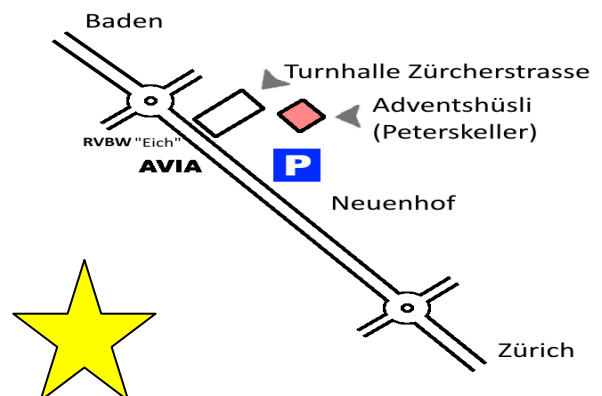 Baden
Turnhalle Zürcherstrasse
Adventshüsli
(Peterskeller)
RVBW "Eich"
AVIA
P
Neuenhof
Zürich